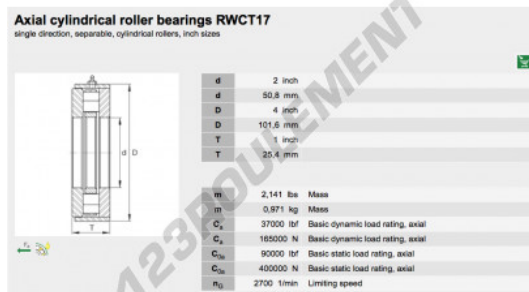 Axial cylindrical roller bearings RWCT17
single direction, separable, cylindrical rollers, inch sizes
d 2 inch
d 50,8 mm
D 4 inch
D 101,6 mm
T 1 inch
T 25,4 mm
d D
T
m 2,141 lbs Mass
m 0,971 kg Mass
Ca 37000 lbf Basic dynamic load rating, axial
Ca 165000 N Basic dynamic load rating, axial
C0a 90000 lbf Basic static load rating, axial
C0a 400000 N Basic static load rating, axial
nG 2700 1/min Limiting speed
123ROULEMENT